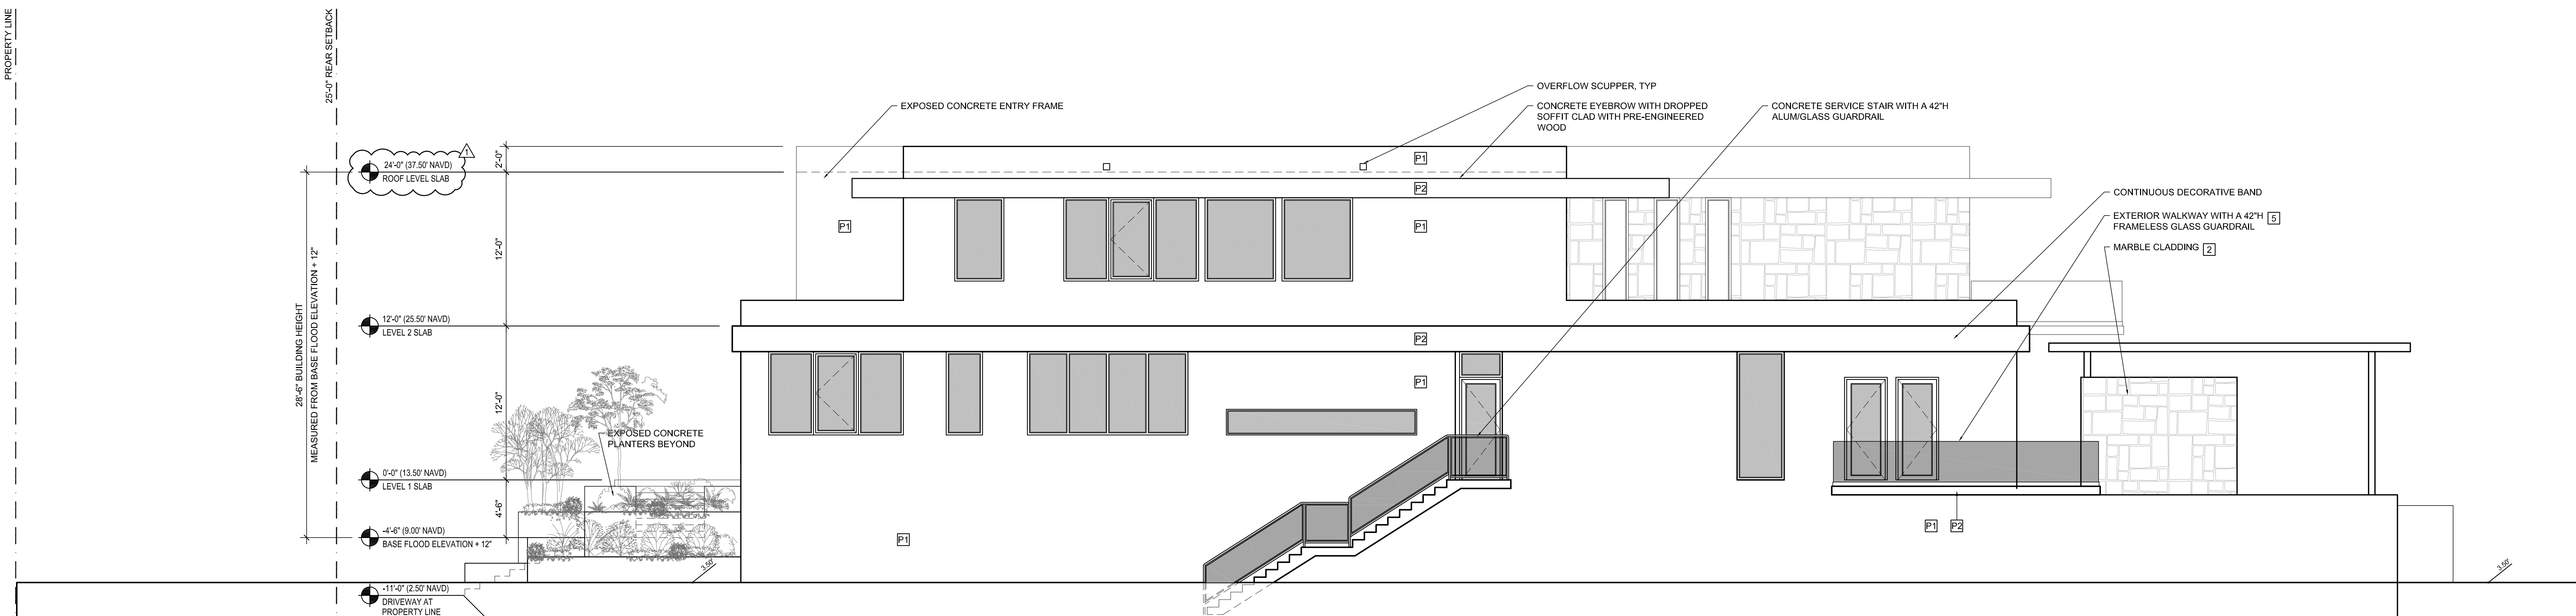 PROPERTY LINE
25'-0" REAR SETBACK
OVERFLOW SCUPPER, TYP
EXPOSED CONCRETE ENTRY FRAME
CONCRETE EYEBROW WITH DROPPED
SOFFIT CLAD WITH PRE-ENGINEERED
WOOD
CONCRETE SERVICE STAIR WITH A 42"H
ALUM/GLASS GUARDRAIL
1
2'-0"
24'-0" (37.50' NAVD)
ROOF LEVEL SLAB
P1
P2
CONTINUOUS DECORATIVE BAND
EXTERIOR WALKWAY WITH A 42"H 5
FRAMELESS GLASS GUARDRAIL
MARBLE CLADDING 2
P1
P1
12'-0"
28'-6" BUILDING HEIGHT
MEASURED FROM BASE FLOOD ELEVATION + 12"
12'-0" (25.50' NAVD)
LEVEL 2 SLAB
P2
P1
12'-0"
EXPOSED CONCRETE
PLANTERS BEYOND
0'-0" (13.50' NAVD)
LEVEL 1 SLAB
4'-6"
-4'-6" (9.00' NAVD)
BASE FLOOD ELEVATION + 12"
P1
P1 P2
3.50'
3.50'
-11'-0" (2.50' NAVD)
DRIVEWAY AT
PROPERTY LINE